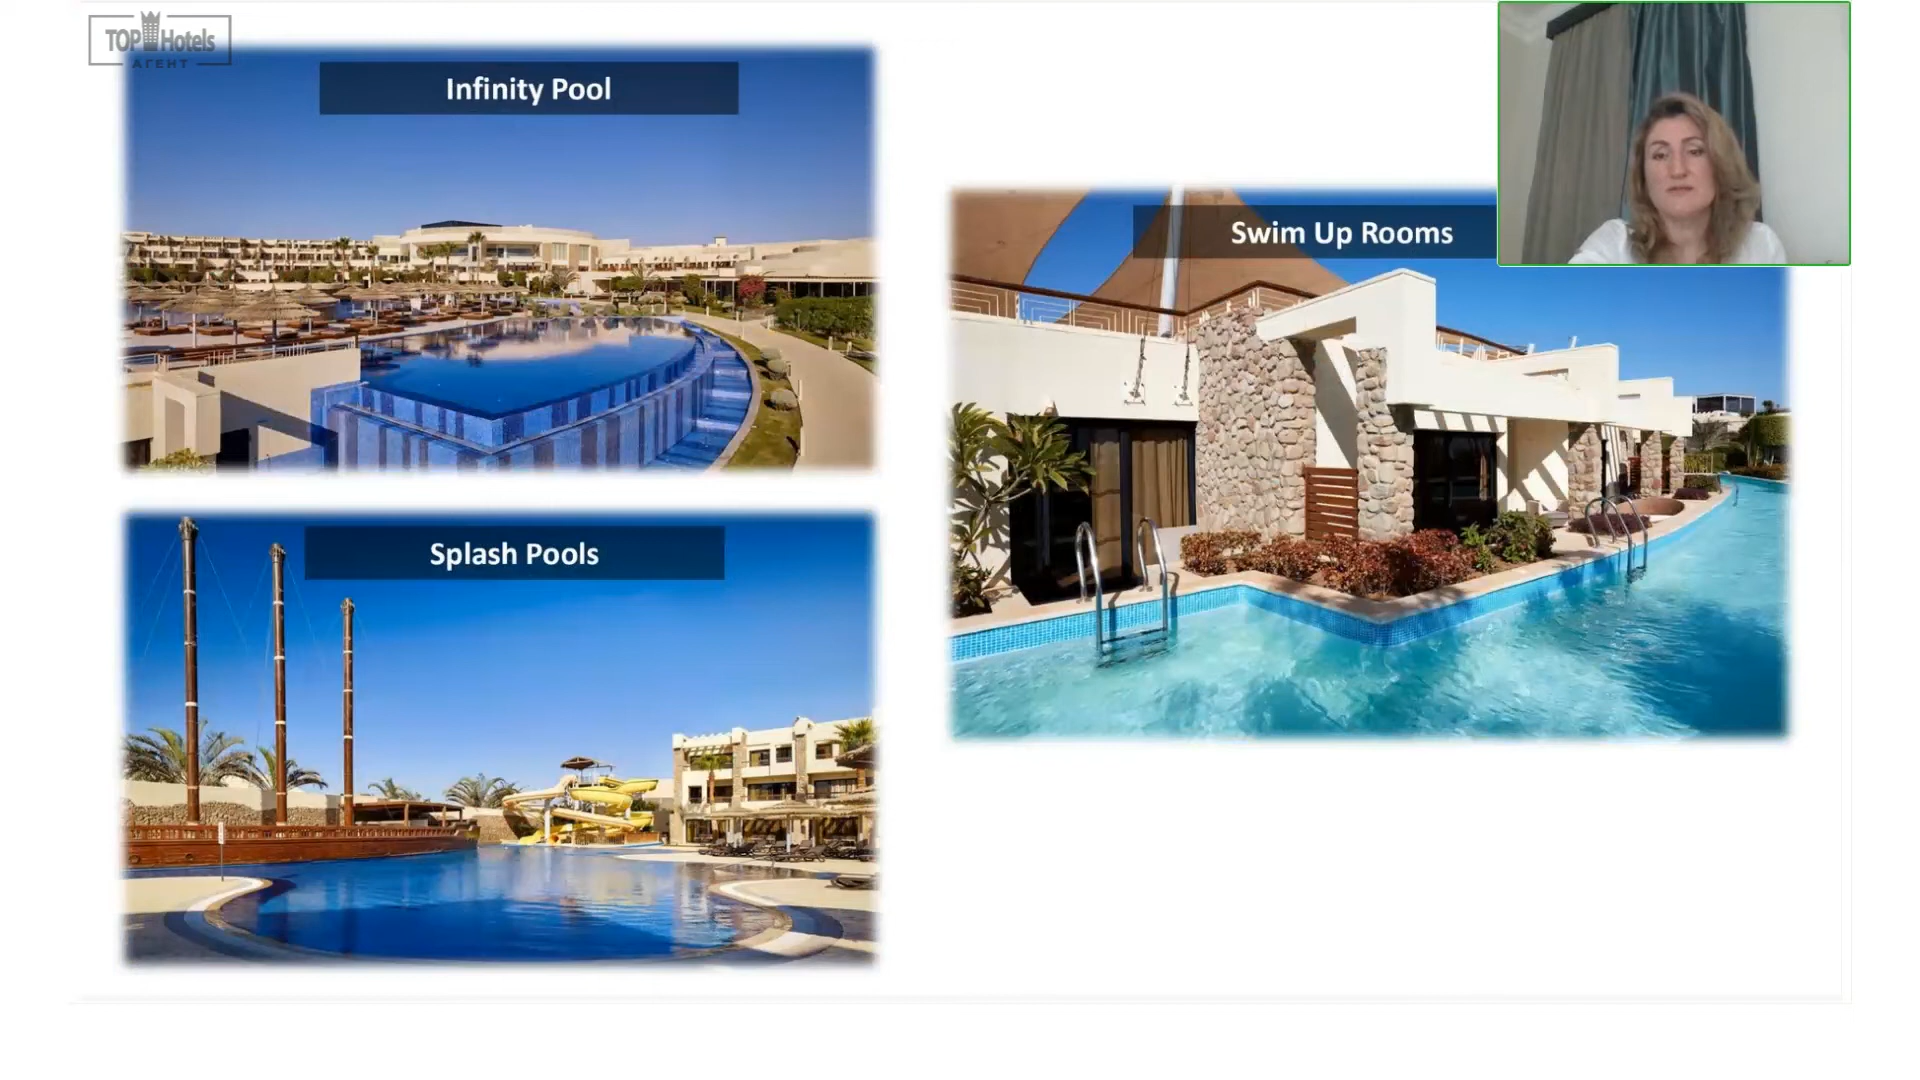 TOP Hotels
АГЕНТ
Infinity Pool
Swim Up Rooms
Splash Pools